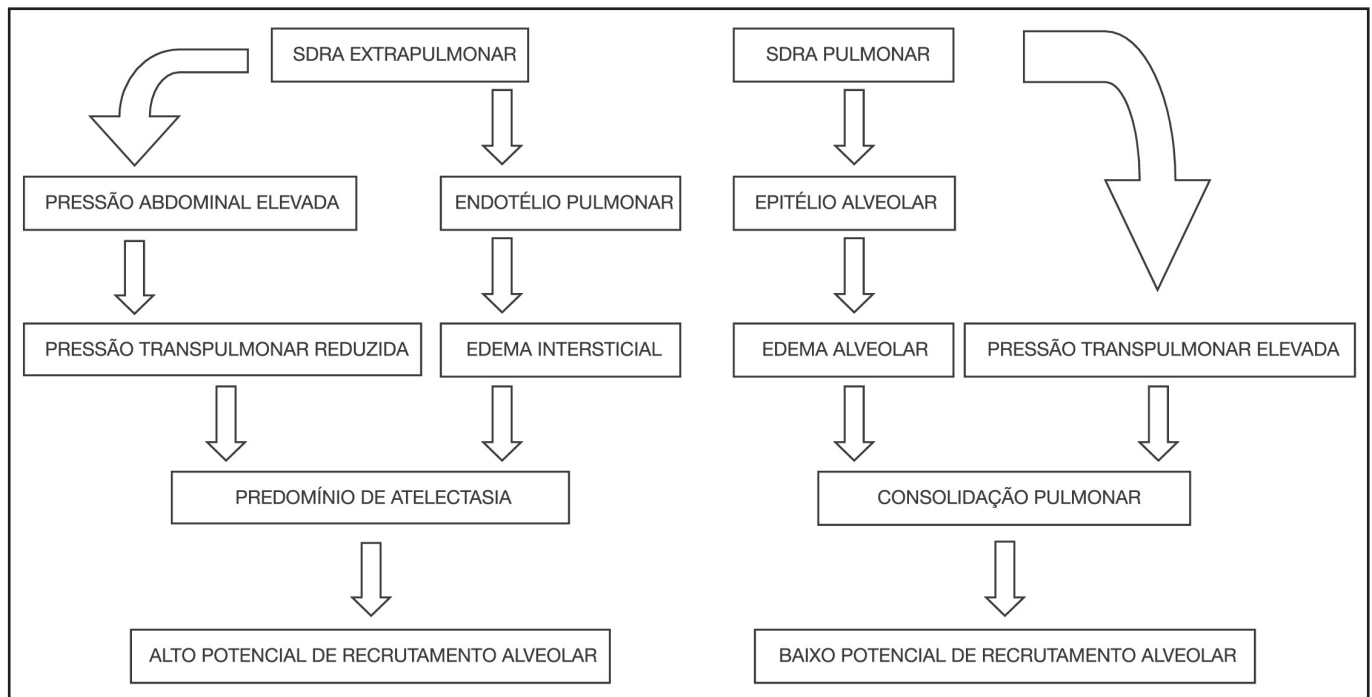 SDRA EXTRAPULMONAR
SDRA PULMONAR
PRESSÃO ABDOMINAL ELEVADA
ENDOTÉLIO PULMONAR
EPITÉLIO ALVEOLAR
PRESSÃO TRANSPULMONAR REDUZIDA
EDEMA INTERSTICIAL
EDEMA ALVEOLAR
PRESSÃO TRANSPULMONAR ELEVADA
PREDOMÍNIO DE ATELECTASIA
CONSOLIDAÇÃO PULMONAR
ALTO POTENCIAL DE RECRUTAMENTO ALVEOLAR
BAIXO POTENCIAL DE RECRUTAMENTO ALVEOLAR